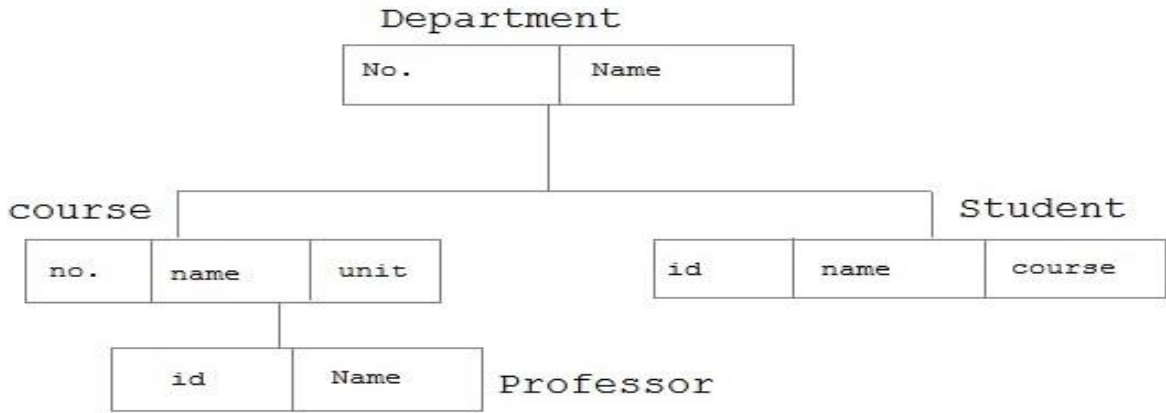 Department
No. Name
course Student
no. name unit id name course
id Name Professor